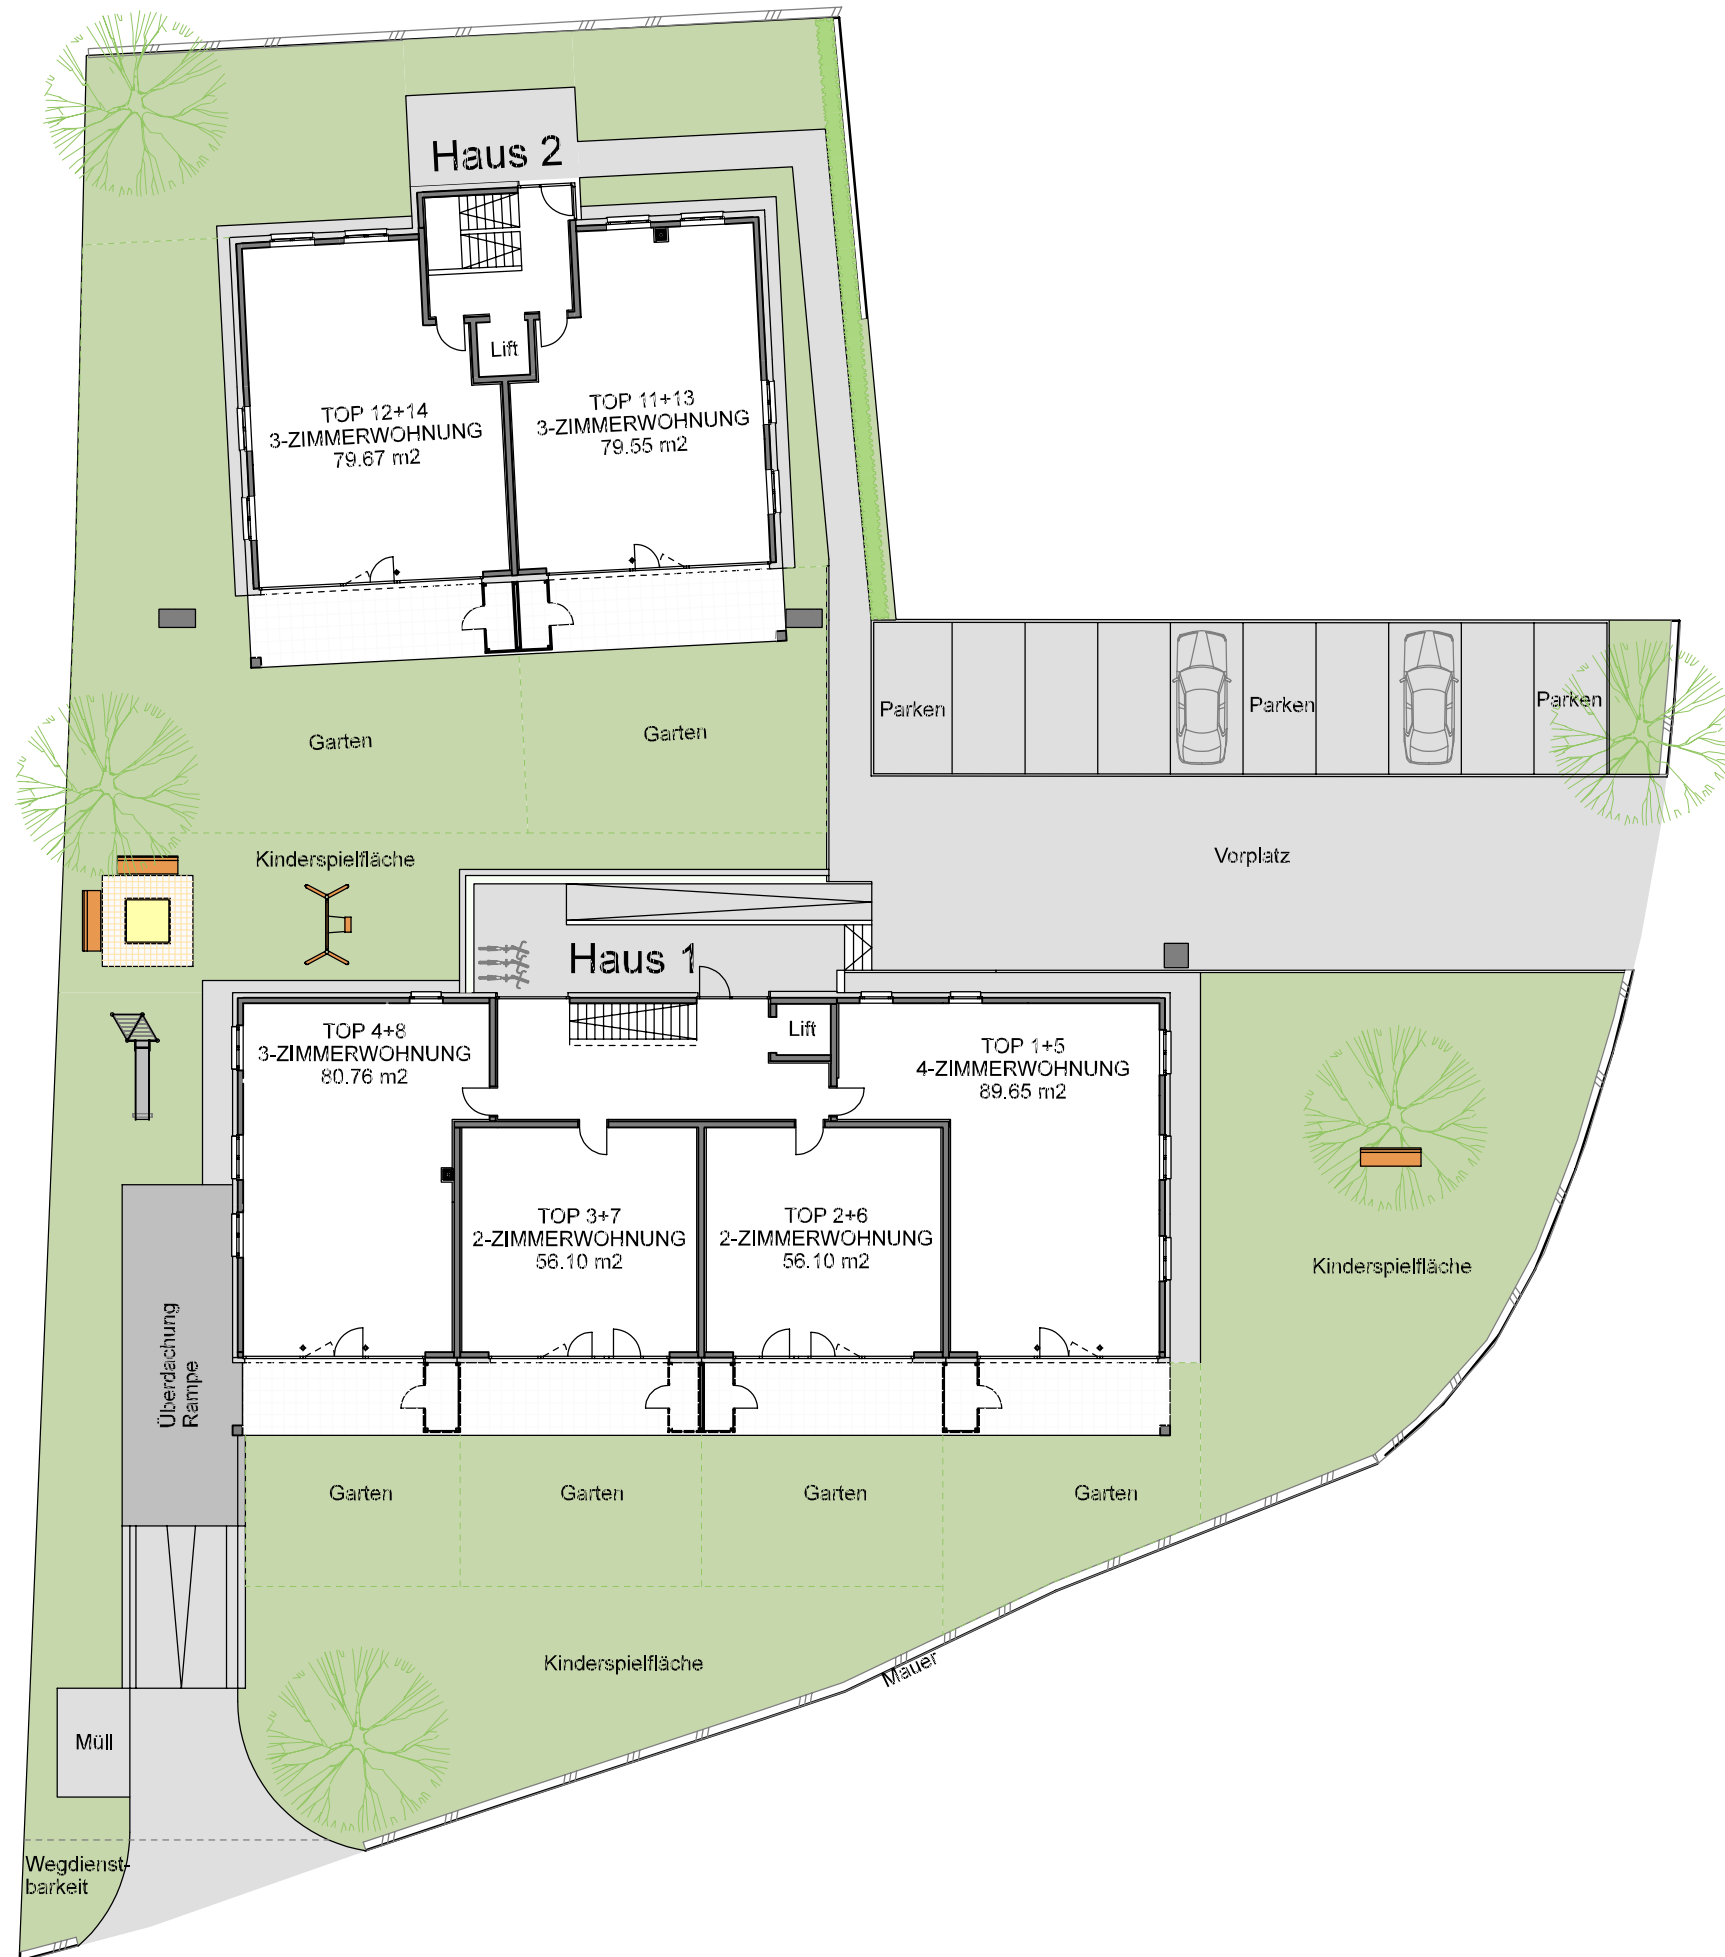 Haus 2
Lift
TOP 12+14
3-ZIMMERWOHNUNG
79.67 m2
TOP 11+13
3-ZIMMERWOHNUNG
79.55 m2
Parken
Parken
Parken
Garten
Garten
Kinderspielfläche
Vorplatz
Haus 1
TOP 4+8
3-ZIMMERWOHNUNG
80.76 m2
Lift
TOP 1+5
4-ZIMMERWOHNUNG
89.65 m2
TOP 3+7
2-ZIMMERWOHNUNG
56.10 m2
TOP 2+6
2-ZIMMERWOHNUNG
56.10 m2
Kinderspielfläche
Überdachung
Rampe
Garten
Garten
Garten
Garten
Kinderspielfläche
Mauer
Müll
Wegdienst-
barkeit